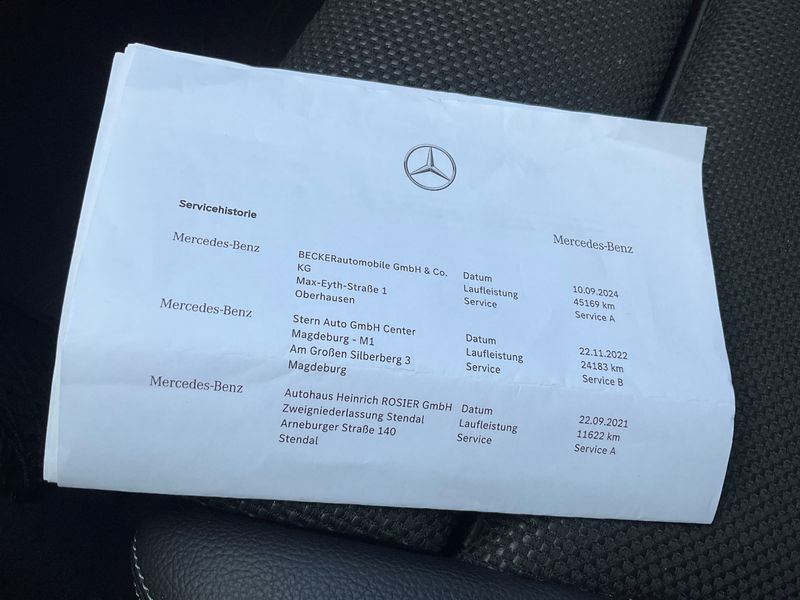 Servicehistorie
Mercedes-Benz
Mercedes-Benz
BECKERautomobile GmbH & Co.
KG
Max-Eyth-Straße 1
Oberhausen
Datum 10.09.2024
Laufleistung 45169 km
Service Service A
Mercedes-Benz
Stern Auto GmbH Center
Magdeburg - M1
Am Großen Silberberg 3
Magdeburg
Datum 22.11.2022
Laufleistung 24183 km
Service Service B
Mercedes-Benz
Autohaus Heinrich ROSIER GmbH
Zweigniederlassung Stendal
Arneburger Straße 140
Stendal
Datum 22.09.2021
Laufleistung 11622 km
Service Service A